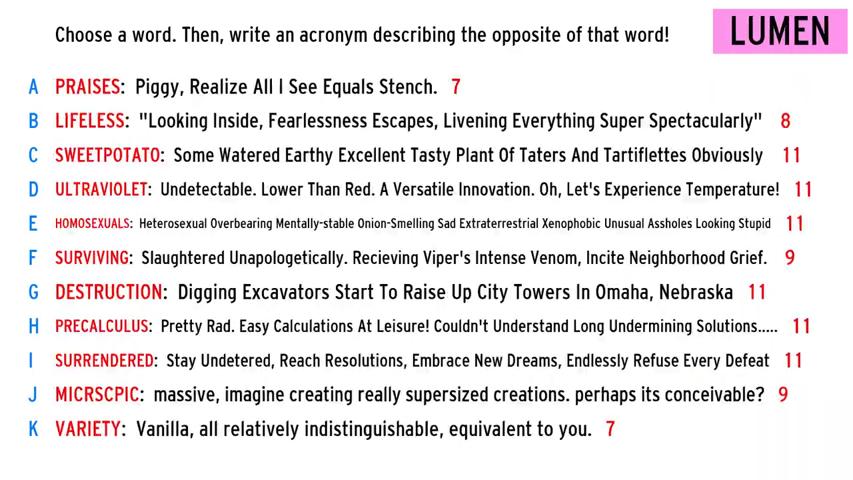 Choose a word. Then, write an acronym describing the opposite of that word!
LUMEN
A PRAISES: Piggy, Realize All I See Equals Stench. 7
B LIFELESS: "Looking Inside, Fearlessness Escapes, Livening Everything Super Spectacularly" 8
C SWEETPOTATO: Some Watered Earthy Excellent Tasty Plant Of Taters And Tartiflettes Obviously 11
D ULTRAVIOLET: Undetectable. Lower Than Red. A Versatile Innovation. Oh, Let's Experience Temperature! 11
E HOMOSEXUALS: Heterosexual Overbearing Mentally-stable Onion-Smelling Sad Extraterrestrial Xenophobic Unusual Assholes Looking Stupid 11
F SURVIVING: Slaughtered Unapologetically. Recieving Viper's Intense Venom, Incite Neighborhood Grief. 9
G DESTRUCTION: Digging Excavators Start To Raise Up City Towers In Omaha, Nebraska 11
H PRECALCULUS: Pretty Rad. Easy Calculations At Leisure! Couldn't Understand Long Undermining Solutions..... 11
I SURRENDERED: Stay Undetered, Reach Resolutions, Embrace New Dreams, Endlessly Refuse Every Defeat 11
J MICRSCPIC: massive, imagine creating really supersized creations. perhaps its conceivable? 9
K VARIETY: Vanilla, all relatively indistinguishable, equivalent to you. 7